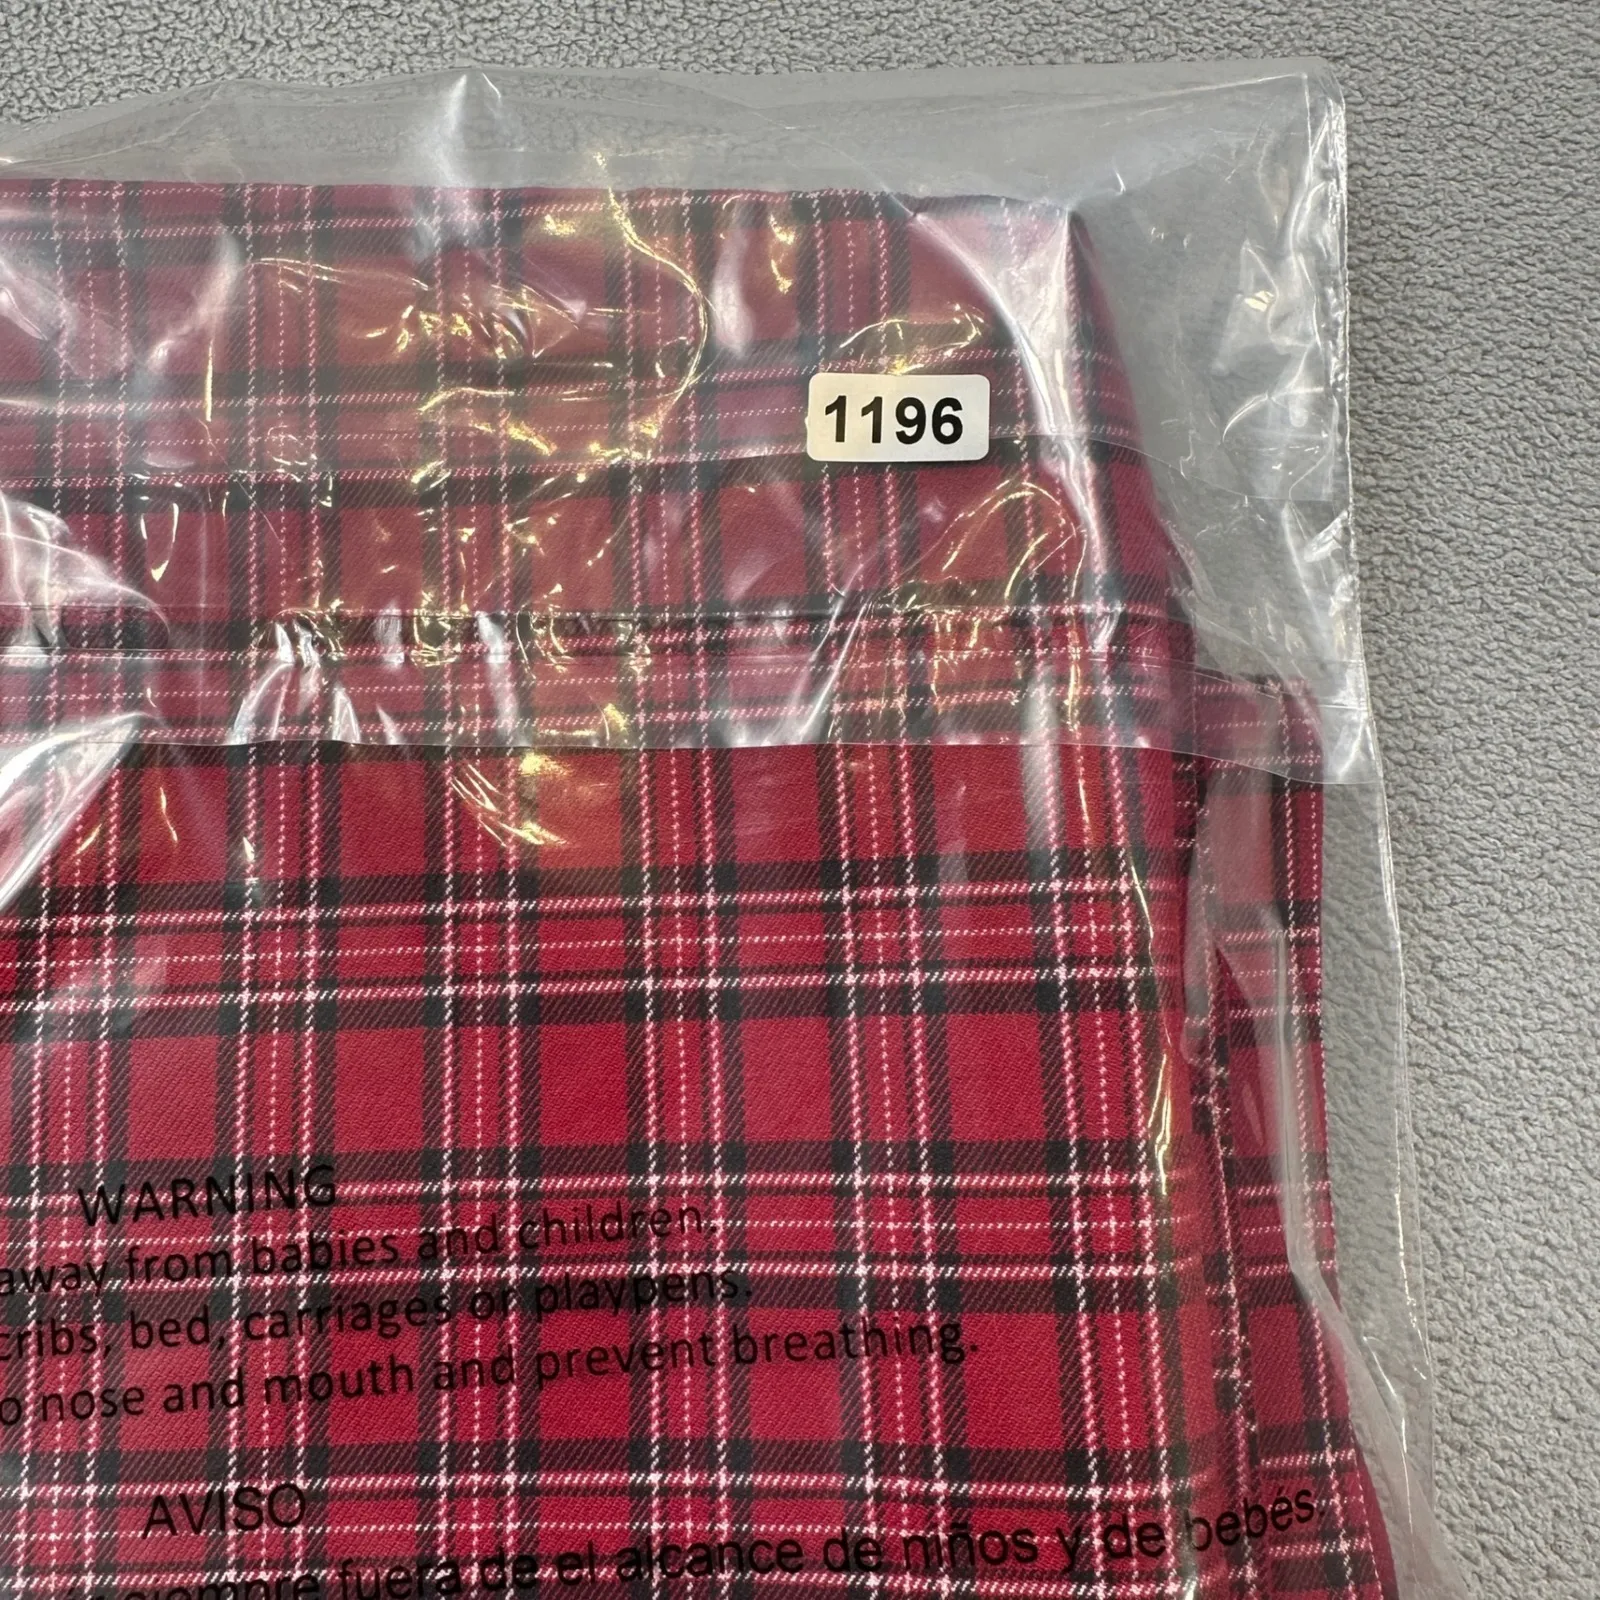 1196
WARNING
away from babies and children.
cribs, bed, carriages or playpens.
nose and mouth and prevent breathing.
AVISO
siempre fuera de el alcance de niños y de bebés.